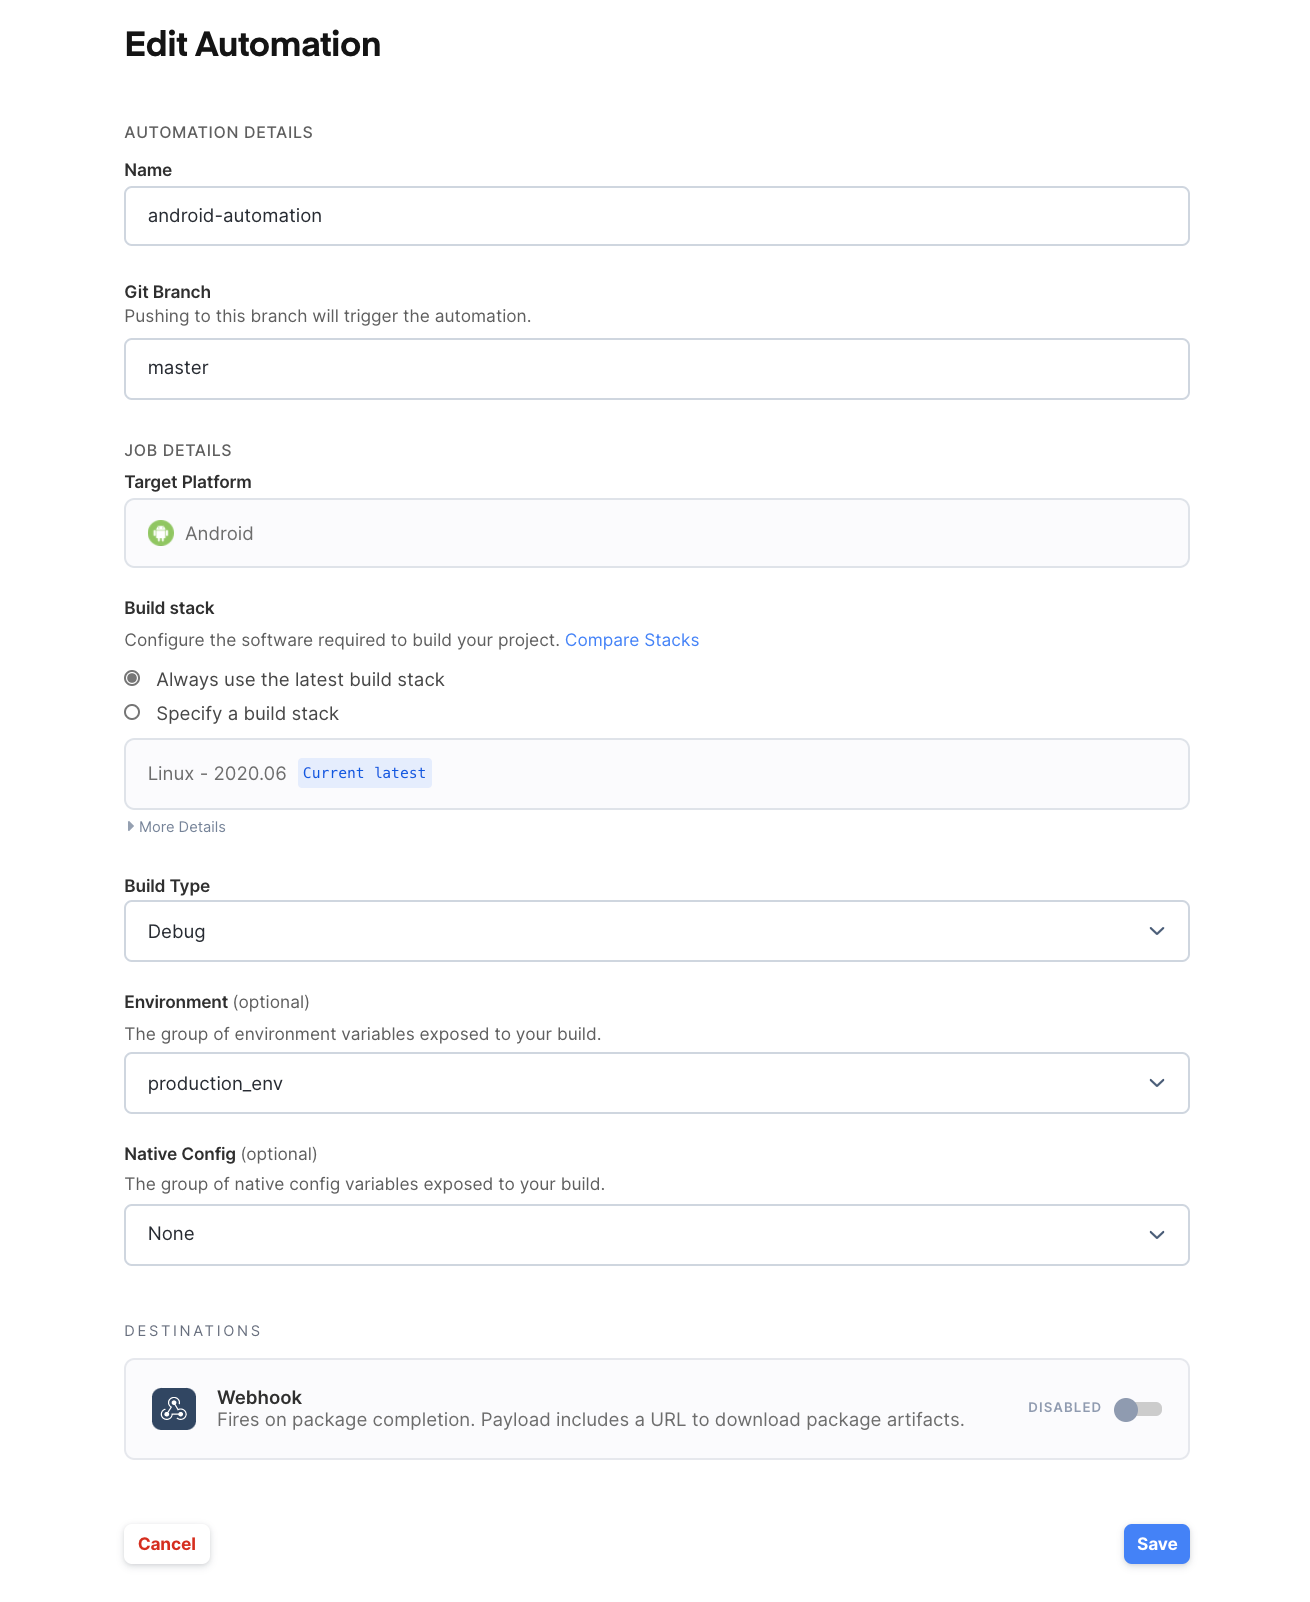 Edit Automation
AUTOMATION DETAILS
Name
android-automation
Git Branch
Pushing to this branch will trigger the automation.
master
JOB DETAILS
Target Platform
Android
Build stack
Configure the software required to build your project. Compare Stacks
Always use the latest build stack
Specify a build stack
Linux - 2020.06 Current latest
More Details
Build Type
Debug
Environment (optional)
The group of environment variables exposed to your build.
production_env
Native Config (optional)
The group of native config variables exposed to your build.
None
DESTINATIONS
Webhook
Fires on package completion. Payload includes a URL to download package artifacts.
DISABLED
Cancel
Save